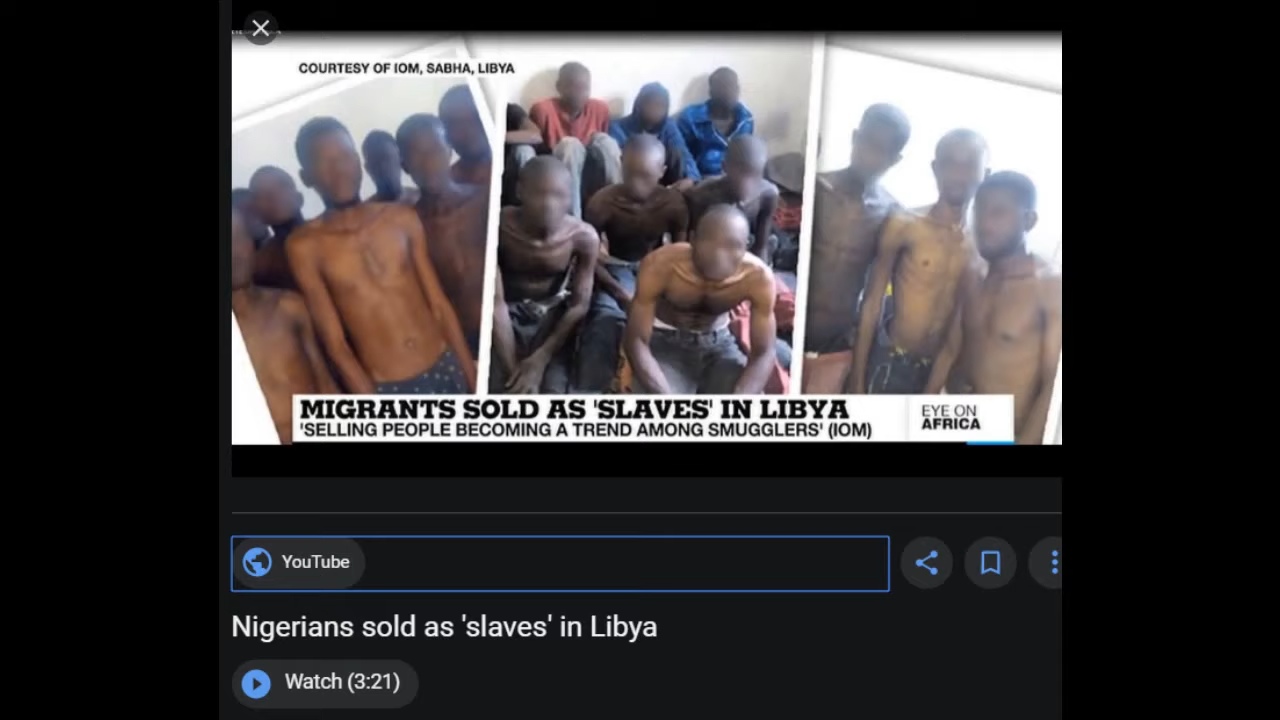 COURTESY OF IOM, SABHA, LIBYA
MIGRANTS SOLD AS 'SLAVES' IN LIBYA
'SELLING PEOPLE BECOMING A TREND AMONG SMUGGLERS' (IOM)
EYE ON
AFRICA
YouTube
Nigerians sold as 'slaves' in Libya
Watch (3:21)